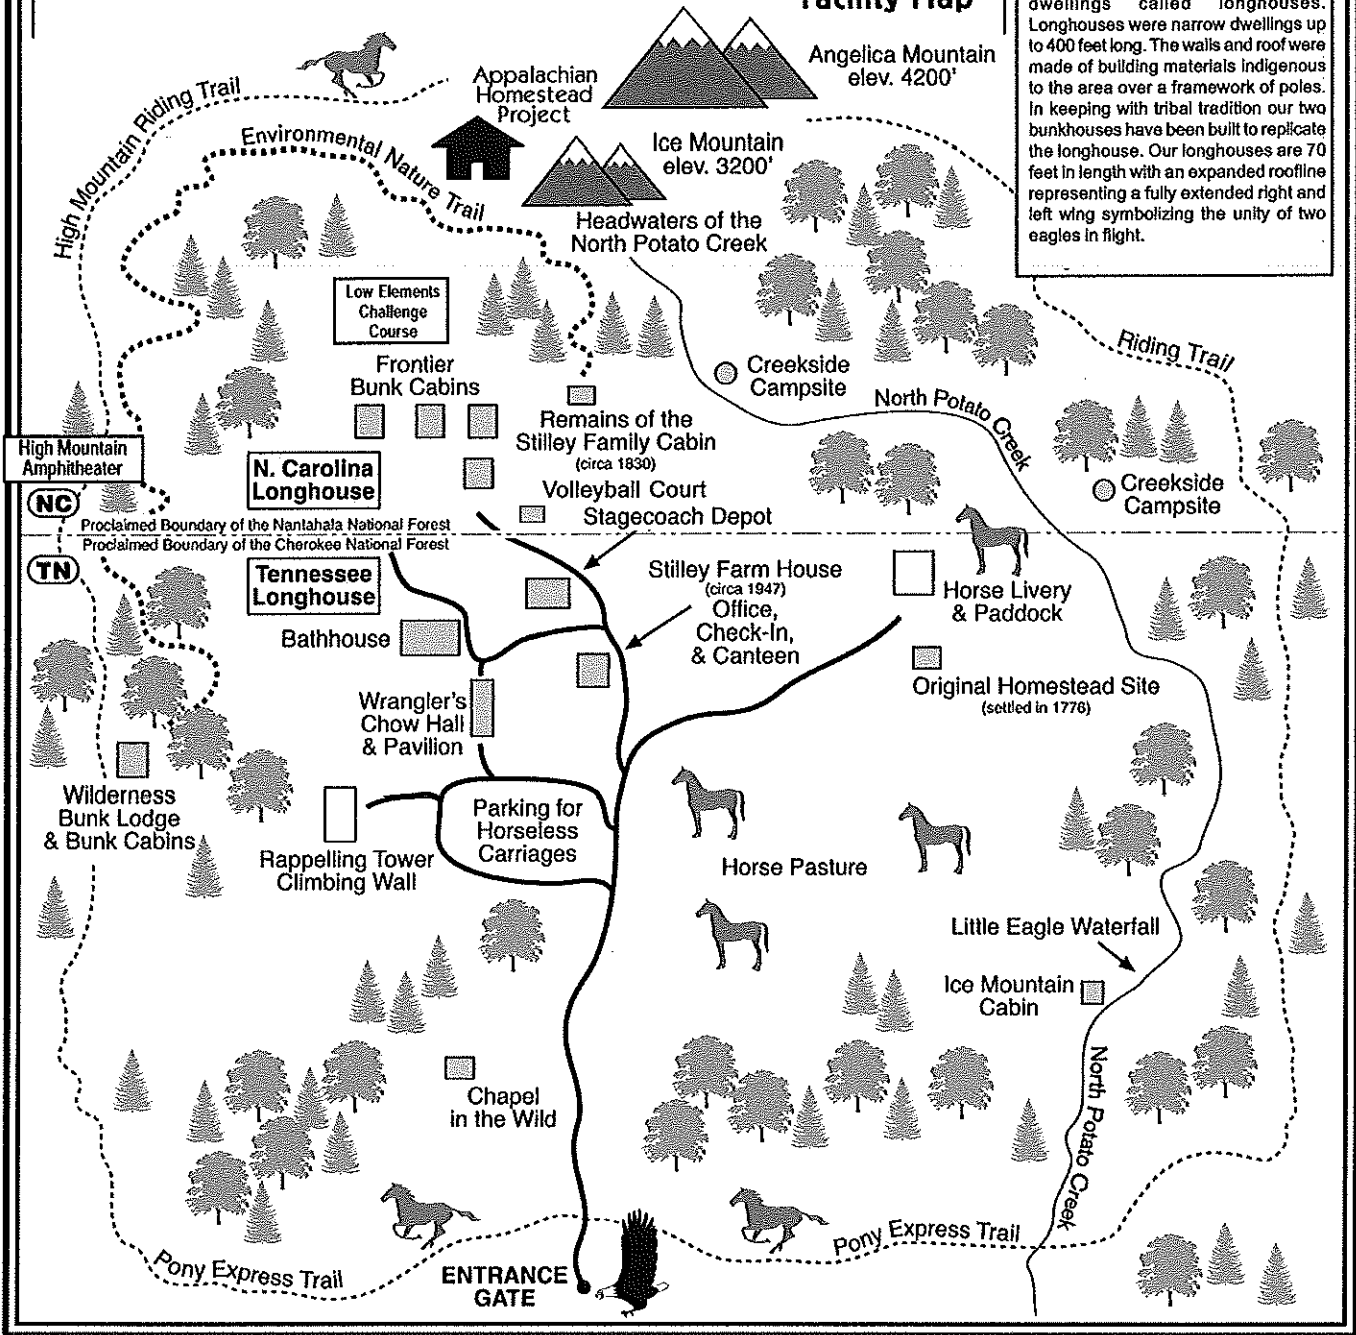 Facility Map
dwellings called longhouses.
Longhouses were narrow dwellings up
to 400 feet long. The walls and roof were
made of building materials indigenous
to the area over a framework of poles.
In keeping with tribal tradition our two
bunkhouses have been built to replicate
the longhouse. Our longhouses are 70
feet in length with an expanded roofline
representing a fully extended right and
left wing symbolizing the unity of two
eagles in flight.
Angelica Mountain
elev. 4200'
Appalachian
Homestead
Project
High Mountain Riding Trail
Environmental Nature Trail
Ice Mountain
elev. 3200'
Headwaters of the
North Potato Creek
Low Elements
Challenge
Course
Frontier
Bunk Cabins
Creekside
Campsite
Riding Trail
North Potato Creek
Remains of the
Stilley Family Cabin
(circa 1830)
High Mountain
Amphitheater
N. Carolina
Longhouse
Volleyball Court
Creekside
Campsite
NC
Stagecoach Depot
Proclaimed Boundary of the Nantahala National Forest
Proclaimed Boundary of the Cherokee National Forest
TN
Tennessee
Longhouse
Stilley Farm House
(circa 1947)
Office,
Check-In,
& Canteen
Horse Livery
& Paddock
Bathhouse
Original Homestead Site
(settled in 1776)
Wrangler's
Chow Hall
& Pavilion
Wilderness
Bunk Lodge
& Bunk Cabins
Parking for
Horseless
Carriages
Rappelling Tower
Climbing Wall
Horse Pasture
Little Eagle Waterfall
Ice Mountain
Cabin
Chapel
in the Wild
North Potato Creek
Pony Express Trail
Pony Express Trail
ENTRANCE
GATE